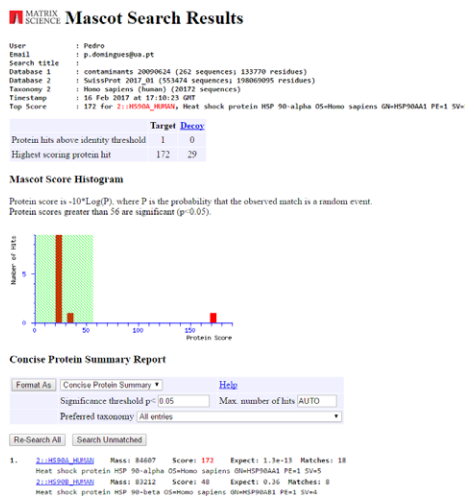 MATRIX SCIENCE Mascot Search Results
User : Pedro
Email : p.domingues@ua.pt
Search title :
Database 1 : contaminants 20090624 (262 sequences; 133770 residues)
Database 2 : SwissProt 2017_01 (553474 sequences; 198069095 residues)
Taxonomy 2 : Homo sapiens (human) (20172 sequences)
Timestamp : 16 Feb 2017 at 17:10:23 GMT
Top Score : 172 for 2::HS90A_HUMAN, Heat shock protein HSP 90-alpha OS=Homo sapiens GN=HSP90AA1 PE=1 SV=
Target Decoy
Protein hits above identity threshold 1 0
Highest scoring protein hit 172 29
Mascot Score Histogram
Protein score is -10*Log(P), where P is the probability that the observed match is a random event.
Protein scores greater than 56 are significant (p<0.05).
Number of Hits
5
0
0 50 100 150
Protein Score
Concise Protein Summary Report
Format As Concise Protein Summary Help
Significance threshold p< 0.05 Max. number of hits AUTO
Preferred taxonomy All entries
Re-Search All Search Unmatched
1. 2::HS90A_HUMAN Mass: 84607 Score: 172 Expect: 1.3e-13 Matches: 18
Heat shock protein HSP 90-alpha OS=Homo sapiens GN=HSP90AA1 PE=1 SV=5
2::HS90B_HUMAN Mass: 83212 Score: 48 Expect: 0.36 Matches: 8
Heat shock protein HSP 90-beta OS=Homo sapiens GN=HSP90AB1 PE=1 SV=4